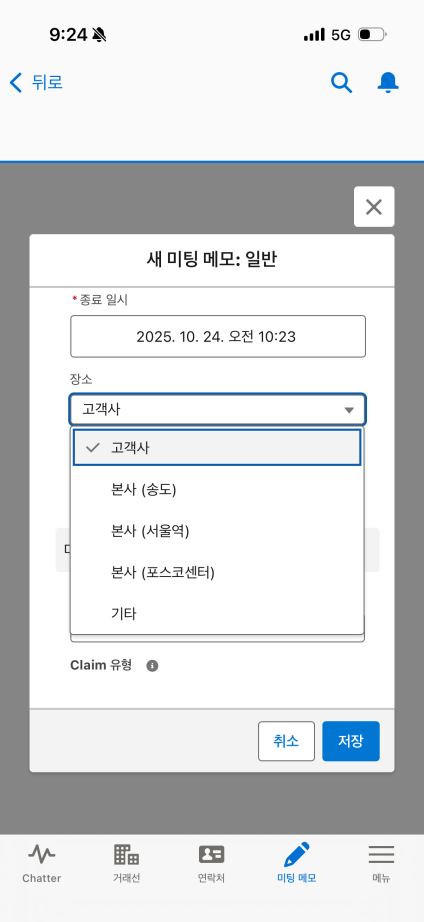 9:24
5G
뒤로
새 미팅 메모: 일반
*종료 일시
2025. 10. 24. 오전 10:23
장소
고객사
고객사
본사 (송도)
본사 (서울역)
본사 (포스코센터)
기타
Claim 유형
취소
저장
Chatter
거래선
연락처
미팅 메모
메뉴